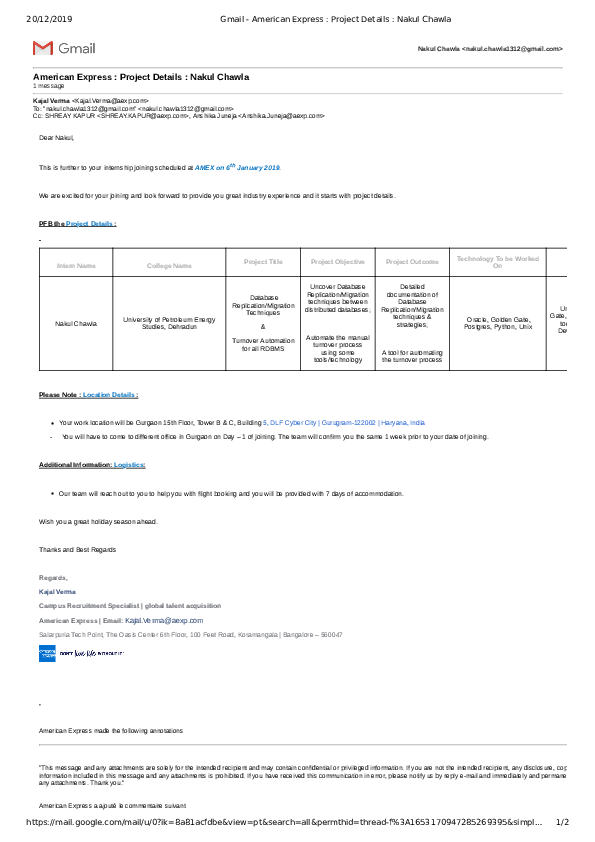 20/12/2019
Gmail - American Express : Project Details : Nakul Chawla
Gmail
Nakul Chawla <nakul.chawla1312@gmail.com>
American Express : Project Details : Nakul Chawla
1 message
Kajal Verma <Kajal.Verma@aexp.com>
To: "nakul.chawla1312@gmail.com" <nakul.chawla1312@gmail.com>
Cc: SHREAY KAPUR <SHREAY.KAPUR@aexp.com>, Anshika Juneja <Anshika.Juneja@aexp.com>
Dear Nakul,
This is further to your internship joining scheduled at AMEX on 6th January 2019.
We are excited for your joining and look forward to provide you great industry experience and it starts with project details.
PFB the Project Details :
Intern Name
College Name
Project Title
Project Objective
Project Outcome
Technology To be Worked
On
Nakul Chawla
University of Petroleum Energy
Studies, Dehradun
Database
Replication/Migration
Techniques
&
Turnover Automation
for all RDBMS
Uncover Database
Replication/Migration
techniques between
distributed databases,
Automate the manual
turnover process
using some
tools/technology
Detailed
documentation of
Database
Replication/Migration
techniques &
strategies,
A tool for automating
the turnover process
Oracle, Golden Gate,
Postgres, Python, Unix
Gate,
Please Note : Location Details :
• Your work location will be Gurgaon 15th Floor, Tower B & C, Building 5, DLF Cyber City | Gurugram-122002 | Haryana, India
- You will have to come to different office in Gurgaon on Day – 1 of joining. The team will confirm you the same 1 week prior to your date of joining.
Additional Information: Logistics:
• Our team will reach out to you to help you with flight booking and you will be provided with 7 days of accommodation.
Wish you a great holiday season ahead.
Thanks and Best Regards
Regards,
Kajal Verma
Campus Recruitment Specialist | global talent acquisition
American Express | Email: Kajal.Verma@aexp.com
Salarpuria Tech Point, The Oasis Center 6th Floor, 100 Feet Road, Koramangala | Bangalore – 560047
AMERICAN EXPRESS DON'T live life WITHOUT IT
American Express made the following annotations
"This message and any attachments are solely for the intended recipient and may contain confidential or privileged information. If you are not the intended recipient, any disclosure, cop
information included in this message and any attachments is prohibited. If you have received this communication in error, please notify us by reply e-mail and immediately and permane
any attachments. Thank you."
American Express a ajouté le commentaire suivant
https://mail.google.com/mail/u/0?ik=8a81acfdbe&view=pt&search=all&permthid=thread-f%3A1653170947285269395&simpl...
1/2